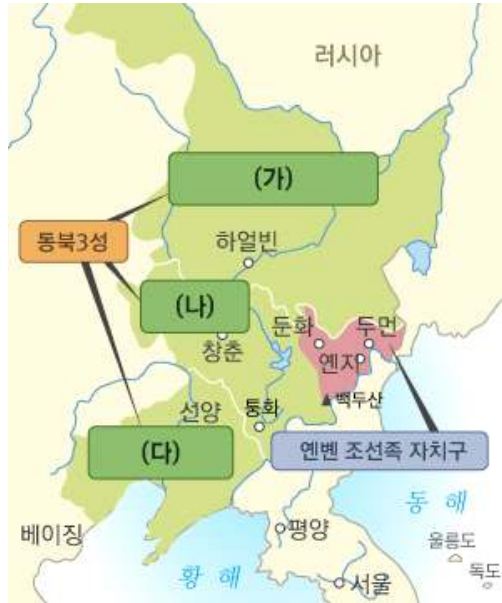 러시아
(가)
동북3성
하얼빈
(나)
둔화
두먼
옌지
창춘
백두산
선양
퉁화
(다)
옌벤 조선족 자치구
동해
베이징
평양
울릉도
독도
황해
서울